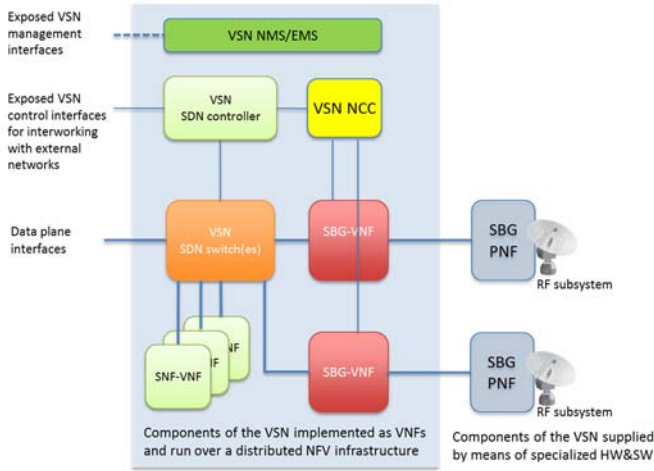 Exposed VSN
management
interfaces
VSN NMS/EMS
Exposed VSN
control interfaces
for interworking
with external
networks
VSN
SDN controller
VSN NCC
Data plane
interfaces
VSN
SDN switch(es)
SBG-VNF
SBG
PNF
RF subsystem
SNF-VNF
NF
NF
SBG-VNF
SBG
PNF
RF subsystem
Components of the VSN implemented as VNFs
and run over a distributed NFV infrastructure
Components of the VSN supplied
by means of specialized HW&SW